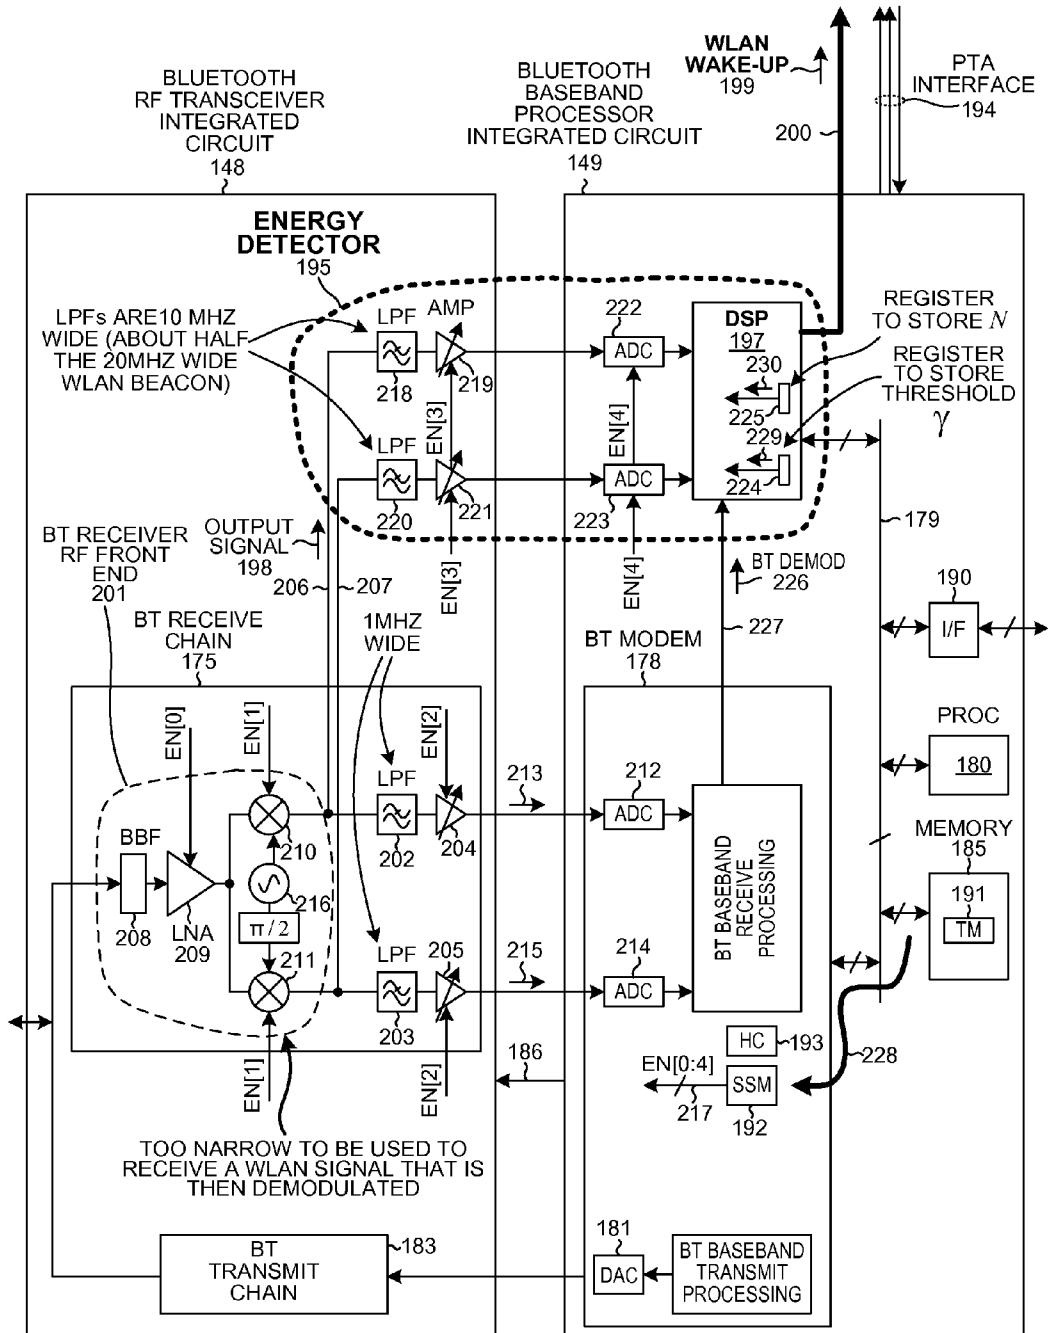 WLAN
WAKE-UP
199
200
PTA
INTERFACE
194
BLUETOOTH
RF TRANSCEIVER
INTEGRATED
CIRCUIT
148
BLUETOOTH
BASEBAND
PROCESSOR
INTEGRATED CIRCUIT
149
ENERGY
DETECTOR
195
LPFs ARE10 MHZ
WIDE (ABOUT HALF
THE 20MHZ WIDE
WLAN BEACON)
LPF
218
AMP
219
EN[3]
LPF
220
221
EN[3]
222
ADC
EN[4]
ADC
223
EN[4]
DSP
197
230
225
229
224
REGISTER
TO STORE N
REGISTER
TO STORE
THRESHOLD
γ
179
OUTPUT
SIGNAL
198
206
207
BT DEMOD
226
227
BT RECEIVER
RF FRONT
END
201
BT RECEIVE
CHAIN
175
1MHZ
WIDE
BT MODEM
178
190
I/F
PROC
180
MEMORY
185
191
TM
EN[0]
EN[1]
EN[2]
BBF
208
LNA
209
210
216
π/2
211
LPF
202
204
LPF
203
205
EN[1]
EN[2]
213
215
212
ADC
214
ADC
BT BASEBAND
RECEIVE
PROCESSING
HC
193
SSM
192
EN[0:4]
217
228
186
TOO NARROW TO BE USED TO
RECEIVE A WLAN SIGNAL THAT IS
THEN DEMODULATED
BT
TRANSMIT
CHAIN
183
181
DAC
BT BASEBAND
TRANSMIT
PROCESSING